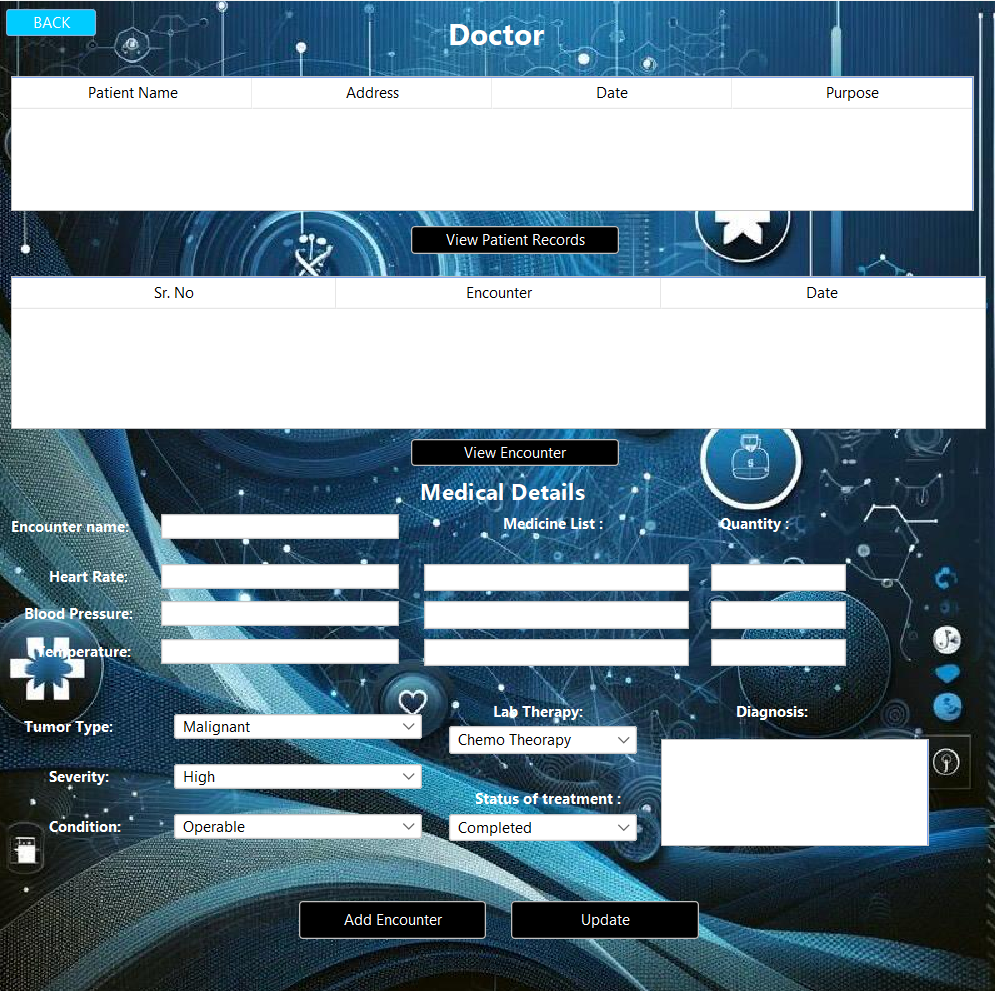 BACK
Doctor
Patient Name Address Date Purpose
View Patient Records
Sr. No Encounter Date
View Encounter
Medical Details
Encounter name: Medicine List : Quantity :
Heart Rate:
Blood Pressure:
Temperature:
Tumor Type: Malignant
Lab Therapy: Diagnosis:
Chemo Theorapy
Severity: High
Status of treatment :
Condition: Operable Completed
Add Encounter Update